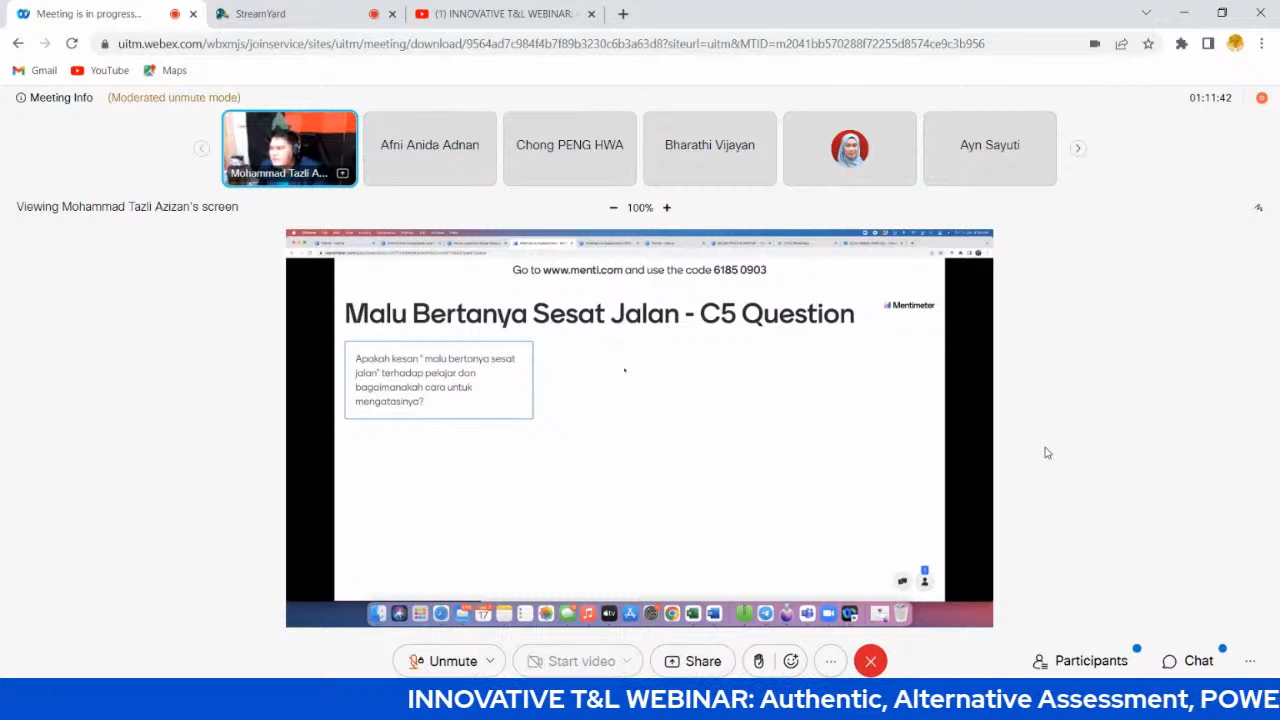 Meeting is in progress...
StreamYard
(1) INNOVATIVE T&L WEBINAR:
uitm.webex.com/wbxmjs/joinservice/sites/uitm/meeting/download/9564ad7c984f4b7f89b3230c6b3a63d8?siteurl=uitm&MTID=m2041bb570288f72255d8574ce9c3b956
Gmail
YouTube
Maps
Meeting Info
(Moderated unmute mode)
01:11:42
Mohammad Tazli A...
Afni Anida Adnan
Chong PENG HWA
Bharathi Vijayan
Ayn Sayuti
Viewing Mohammad Tazli Azizan's screen
100%
Go to www.menti.com and use the code 6185 0903
Malu Bertanya Sesat Jalan - C5 Question
Mentimeter
Apakah kesan " malu bertanya sesat
jalan" terhadap pelajar dan
bagaimanakah cara untuk
mengatasinya?
Unmute
Start video
Share
Participants
Chat
INNOVATIVE T&L WEBINAR: Authentic, Alternative Assessment, POWE